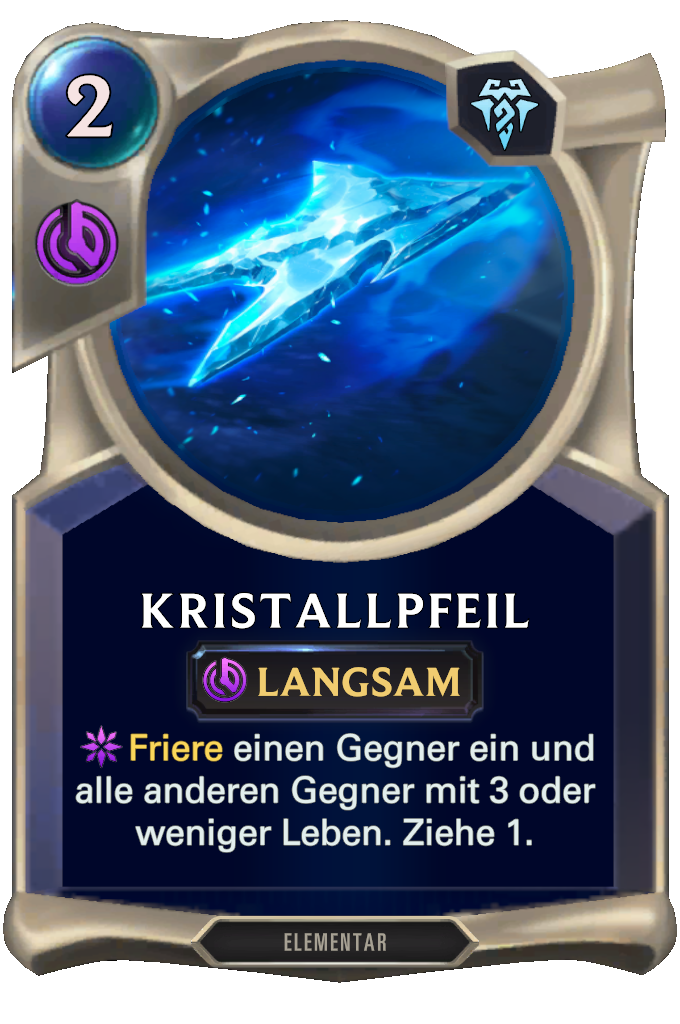 2
KRISTALLPFEIL
LANGSAM
Friere einen Gegner ein und
alle anderen Gegner mit 3 oder
weniger Leben. Ziehe 1.
ELEMENTAR